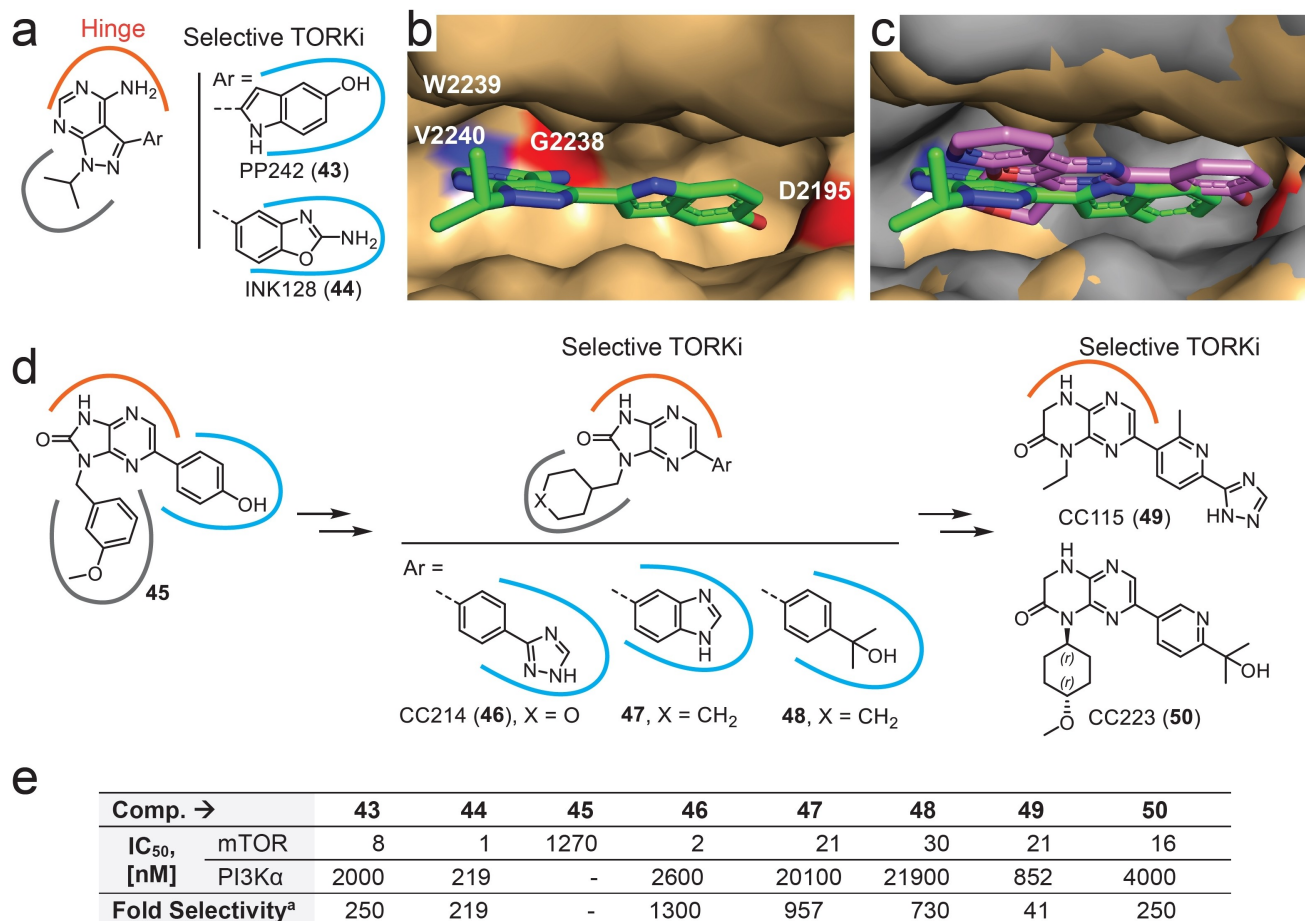 a
Hinge
Selective TORKi
N
NH2
N
N
N
Ar
Ar =
OH
N
H
PP242 (43)
N
NH2
O
INK128 (44)
b
W2239
V2240
G2238
D2195
c
d
H
N
N
O
N
N
OH
O
45
Selective TORKi
H
N
N
O
N
N
Ar
X
Ar =
N
N
NH
CC214 (46), X = O
N
N
H
47, X = CH2
OH
48, X = CH2
Selective TORKi
H
N
N
O
N
N
N
N
HN
N
CC115 (49)
H
N
N
O
N
N
N
OH
(r)
(r)
O
CC223 (50)
e
Comp. → 43 44 45 46 47 48 49 50
IC50, [nM] mTOR 8 1 1270 2 21 30 21 16
PI3Kα 2000 219 - 2600 20100 21900 852 4000
Fold Selectivityᵃ 250 219 - 1300 957 730 41 250